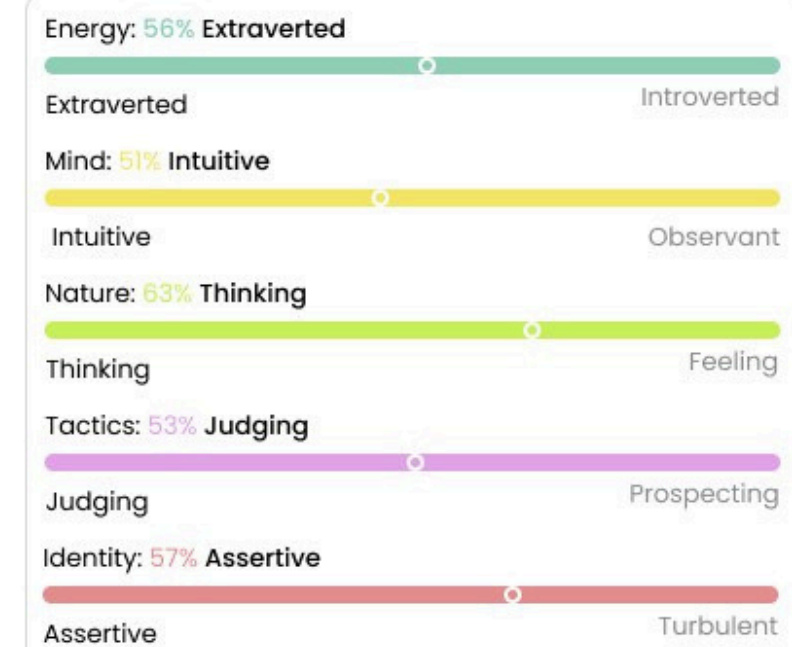 Energy: 56% Extraverted
Extraverted
Introverted
Mind: 51% Intuitive
Intuitive
Observant
Nature: 63% Thinking
Thinking
Feeling
Tactics: 53% Judging
Judging
Prospecting
Identity: 57% Assertive
Assertive
Turbulent